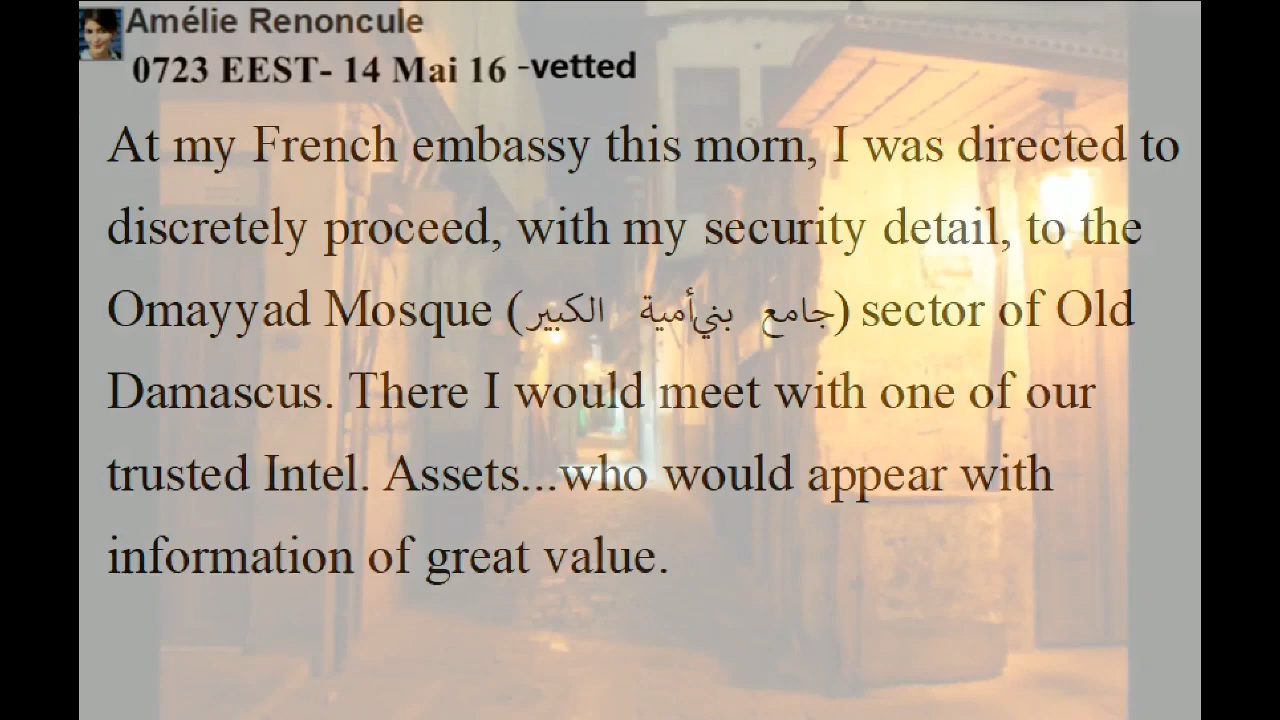 Amélie Renoncule
0723 EEST- 14 Mai 16 -vetted
At my French embassy this morn, I was directed to
discretely proceed, with my security detail, to the
Omayyad Mosque (جامع بني أمية الكبير) sector of Old
Damascus. There I would meet with one of our
trusted Intel. Assets...who would appear with
information of great value.